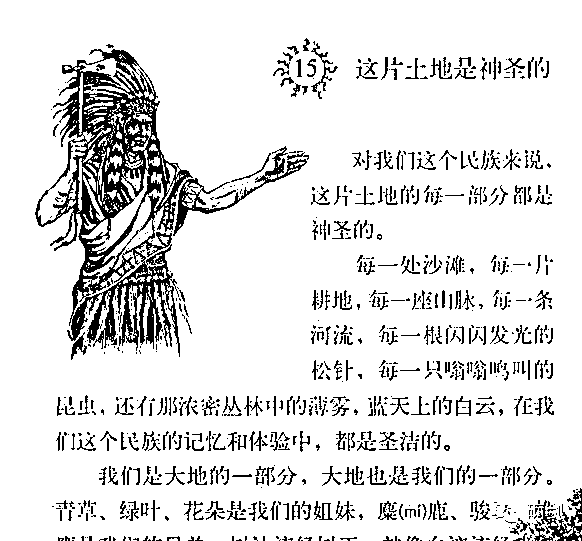 15 这片土地是神圣的
对我们这个民族来说，
这片土地的每一部分都是
神圣的。
每一处沙滩，每一片
耕地，每一座山脉，每一条
河流，每一根闪闪发光的
松针，每一只嗡嗡鸣叫的
昆虫，还有那浓密丛林中的薄雾，蓝天上的白云，在我
们这个民族的记忆和体验中，都是圣洁的。
我们是大地的一部分，大地也是我们的一部分。
青草、绿叶、花朵是我们的姐妹，麋(mí)鹿、骏